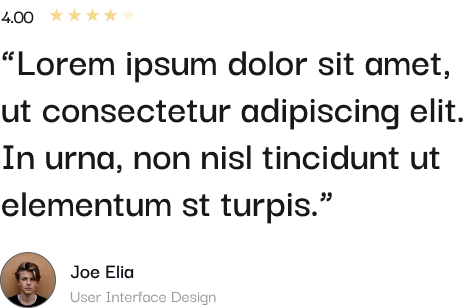 4.00
“Lorem ipsum dolor sit amet,
ut consectetur adipiscing elit.
In urna, non nisl tincidunt ut
elementum st turpis.”
Joe Elia
User Interface Design